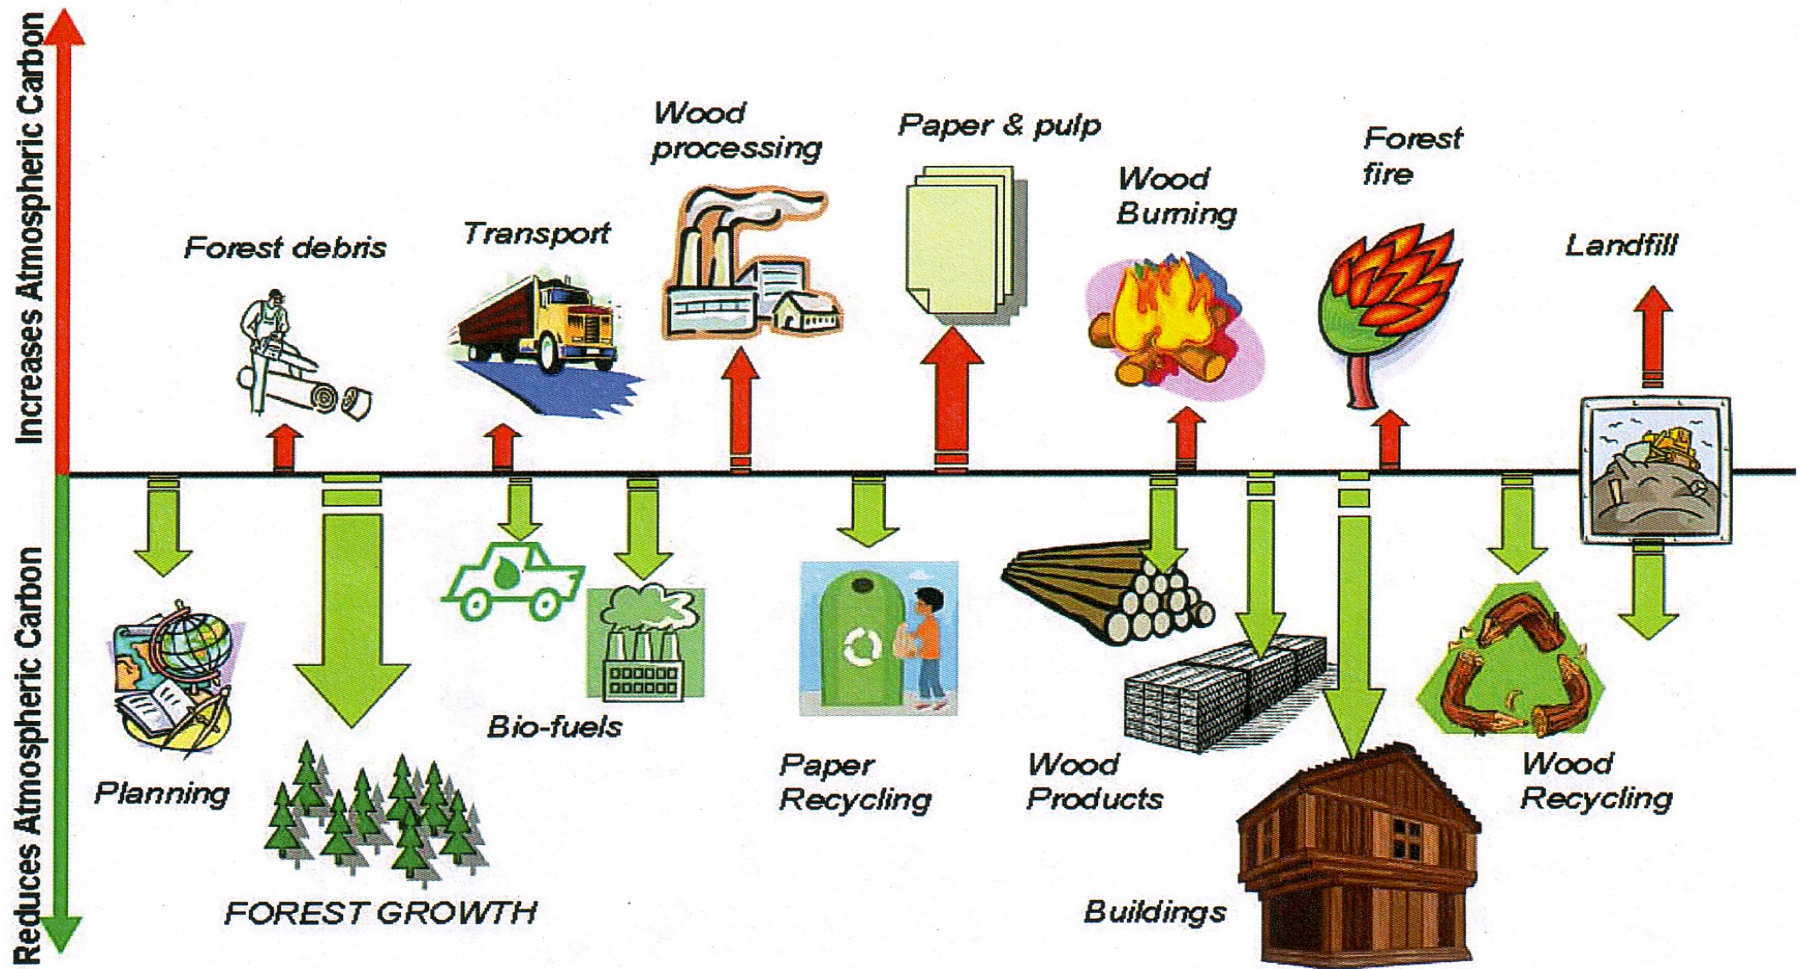 Increases Atmospheric Carbon
Reduces Atmospheric Carbon
Wood
processing
Paper & pulp
Forest
fire
Wood
Burning
Transport
Forest debris
Landfill
Bio-fuels
Planning
Paper
Recycling
Wood
Products
Wood
Recycling
FOREST GROWTH
Buildings